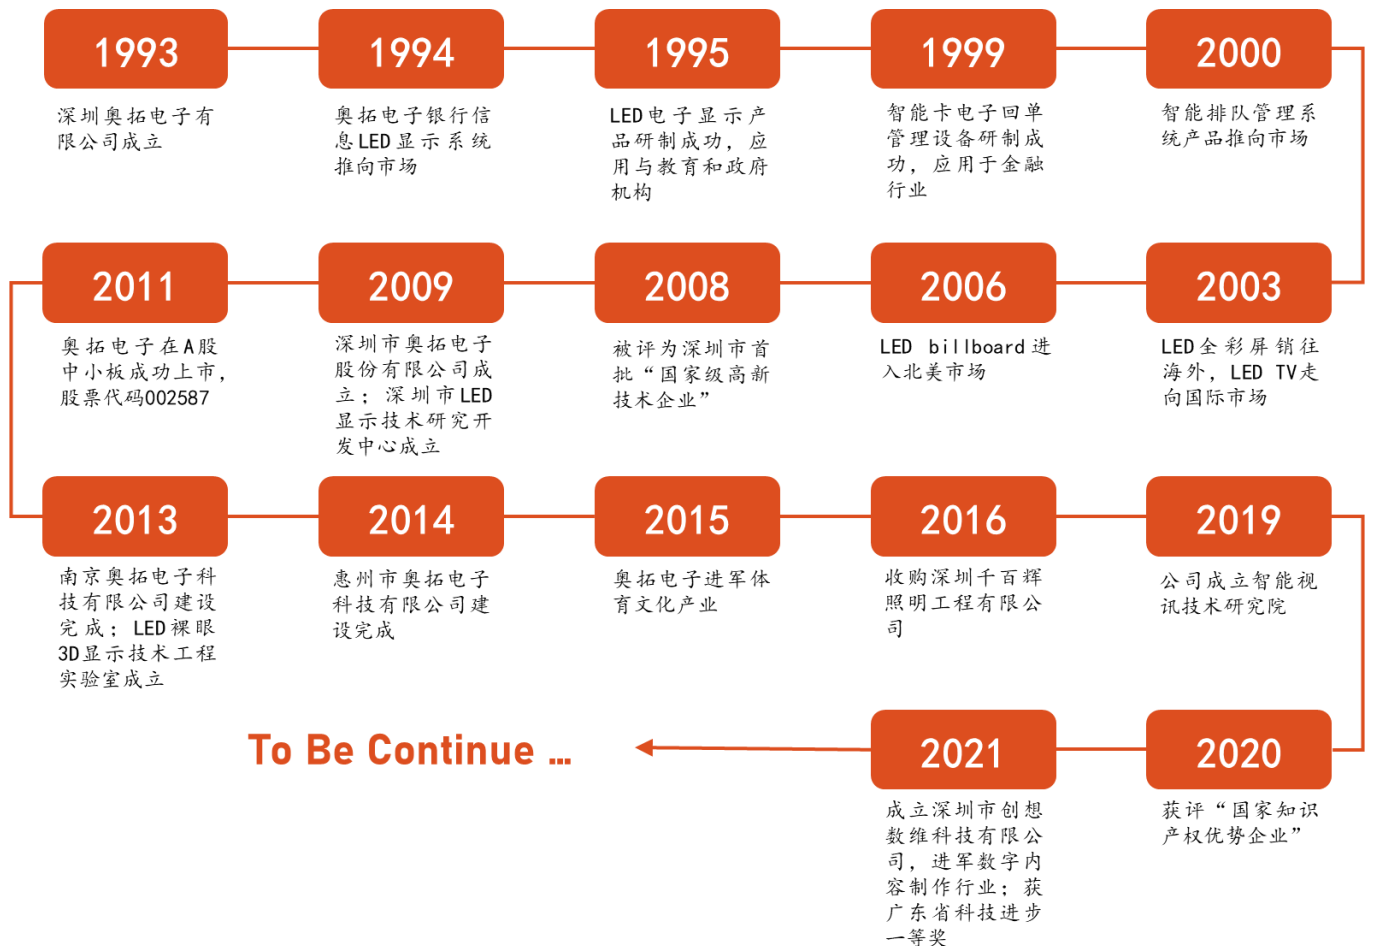 1993
深圳奥拓电子有
限公司成立
1994
奥拓电子银行信
息LED显示系统
推向市场
1995
LED电子显示产
品研制成功，应
用与教育和政府
机构
1999
智能卡电子回单
管理设备研制成
功，应用于金融
行业
2000
智能排队管理系
统产品推向市场
2003
LED全彩屏销往
海外，LED TV走
向国际市场
2006
LED billboard进
入北美市场
2008
被评为深圳市首
批“国家级高新
技术企业”
2009
深圳市奥拓电子
股份有限公司成
立；深圳市LED
显示技术研究开
发中心成立
2011
奥拓电子在A股
中小板成功上市，
股票代码002587
2013
南京奥拓电子科
技有限公司建设
完成；LED裸眼
3D显示技术工程
实验室成立
2014
惠州市奥拓电子
科技有限公司建
设完成
2015
奥拓电子进军体
育文化产业
2016
收购深圳千百辉
照明工程有限公
司
2019
公司成立智能视
讯技术研究院
2020
获评“国家知识
产权优势企业”
2021
成立深圳市创想
数维科技有限公
司，进军数字内
容制作行业；获
广东省科技进步
一等奖
To Be Continue …